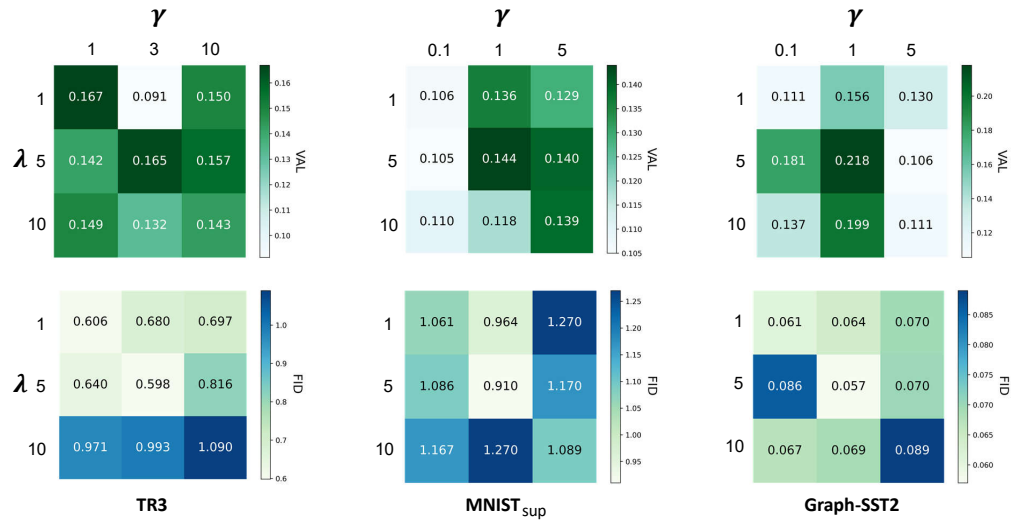 γ γ γ
1 3 10 0.1 1 5 0.1 1 5
1 0.167 0.091 0.150 1 0.106 0.136 0.129 1 0.111 0.156 0.130
λ 5 0.142 0.165 0.157 5 0.105 0.144 0.140 5 0.181 0.218 0.106
10 0.149 0.132 0.143 10 0.110 0.118 0.139 10 0.137 0.199 0.111
0.16 0.15 0.14 0.13 0.12 0.11 0.10 VAL
0.140 0.135 0.130 0.125 0.120 0.115 0.110 0.105 VAL
0.20 0.18 0.16 0.14 0.12 VAL
1 0.606 0.680 0.697 1 1.061 0.964 1.270 1 0.061 0.064 0.070
λ 5 0.640 0.598 0.816 5 1.086 0.910 1.170 5 0.086 0.057 0.070
10 0.971 0.993 1.090 10 1.167 1.270 1.089 10 0.067 0.069 0.089
1.0 0.9 0.8 0.7 0.6 FID
1.25 1.20 1.15 1.10 1.05 1.00 0.95 FID
0.085 0.080 0.075 0.070 0.065 0.060 FID
TR3 MNIST sup Graph-SST2